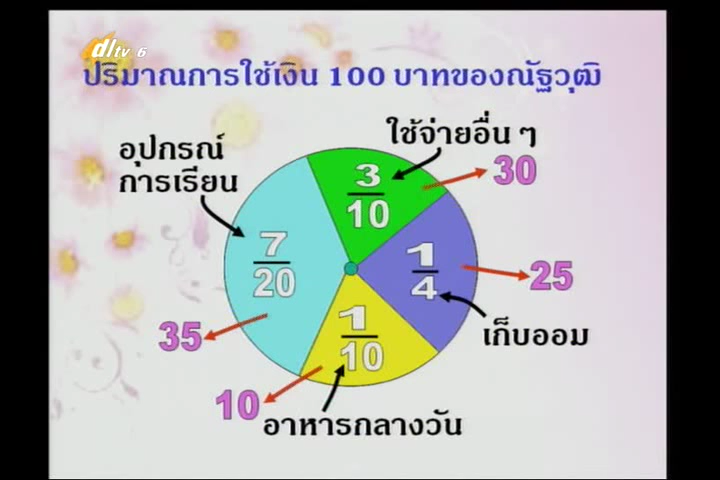 dltv 6
ปริมาณการใช้เงิน 100 บาทของณัฐวุฒิ
ใช้จ่ายอื่น ๆ
อุปกรณ์
การเรียน
3
10
30
7
20
1
4
25
35
เก็บออม
1
10
10
อาหารกลางวัน